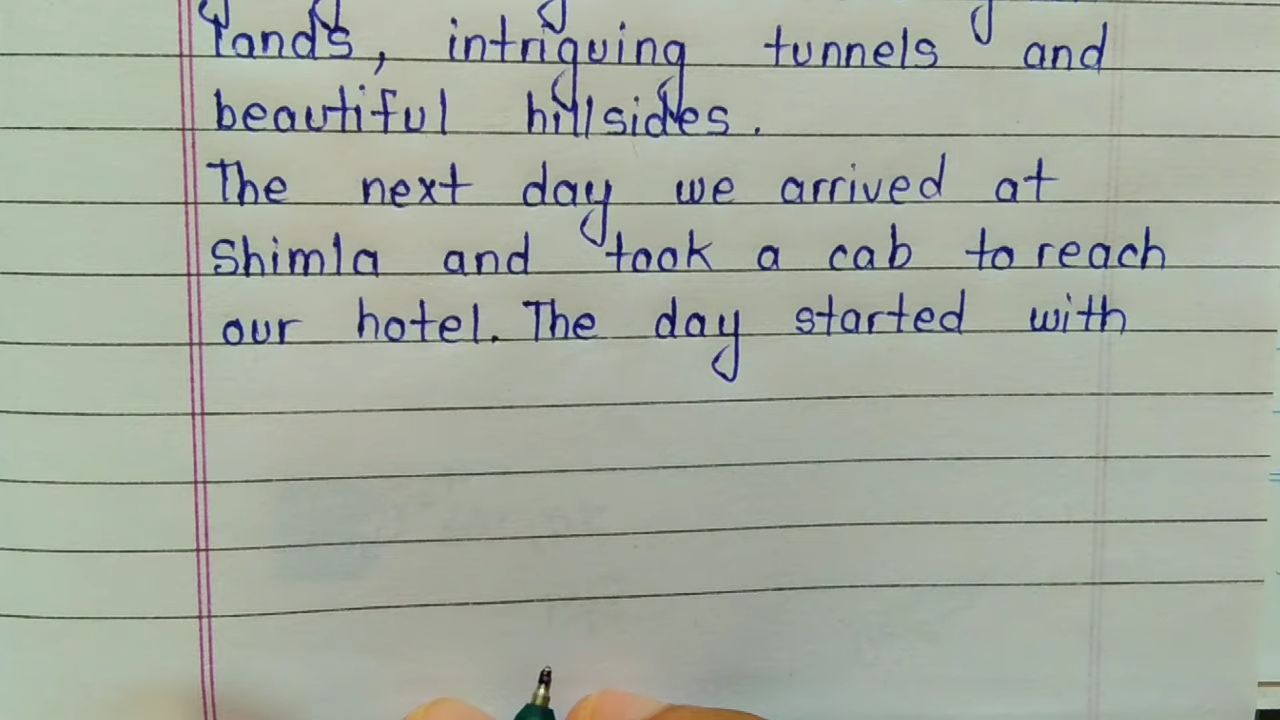 lands, intriguing tunnels and
beautiful hillsides.
The next day we arrived at
Shimla and took a cab to reach
our hotel. The day started with